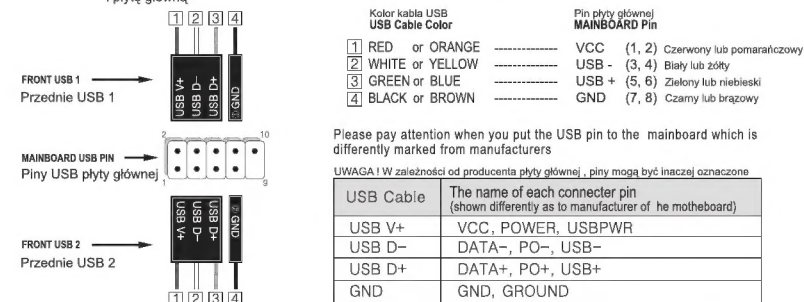 i płytę główną
1 2 3 4
FRONT USB 1
Przednie USB 1
USB V+
USB D-
USB D+
GND
2 10
MAINBOARD USB PIN
Piny USB płyty głównej
1 9
FRONT USB 2
Przednie USB 2
USB V+
USB D-
USB D+
GND
1 2 3 4
Kolor kabla USB
USB Cable Color
Pin płyty głównej
MAINBOARD Pin
1 RED or ORANGE -------------- VCC (1, 2) Czerwony lub pomarańczowy
2 WHITE or YELLOW -------------- USB - (3, 4) Biały lub żółty
3 GREEN or BLUE -------------- USB + (5, 6) Zielony lub niebieski
4 BLACK or BROWN -------------- GND (7, 8) Czarny lub brązowy
Please pay attention when you put the USB pin to the mainboard which is
differently marked from manufacturers
UWAGA ! W zależności od producenta płyty głównej , piny mogą być inaczej oznaczone
USB Cable The name of each connecter pin
(shown differently as to manufacturer of he motheboard)
USB V+ VCC, POWER, USBPWR
USB D- DATA-, PO-, USB-
USB D+ DATA+, PO+, USB+
GND GND, GROUND